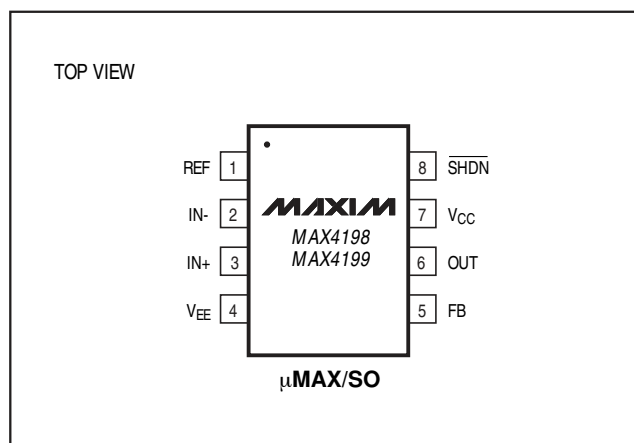 TOP VIEW
REF 1
8 SHDN
IN- 2
MAXIM
7 VCC
MAX4198
MAX4199
IN+ 3
6 OUT
VEE 4
5 FB
µMAX/SO